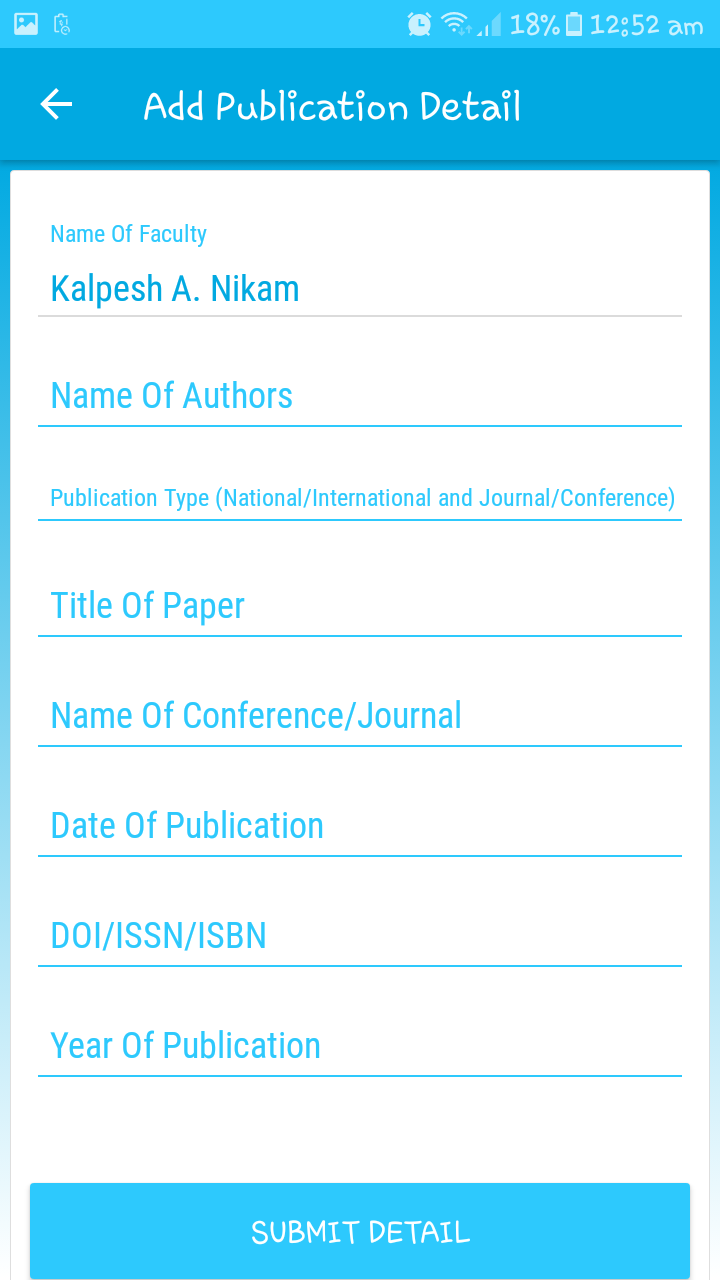 18% 12:52 am
Add Publication Detail
Name Of Faculty
Kalpesh A. Nikam
Name Of Authors
Publication Type (National/International and Journal/Conference)
Title Of Paper
Name Of Conference/Journal
Date Of Publication
DOI/ISSN/ISBN
Year Of Publication
SUBMIT DETAIL